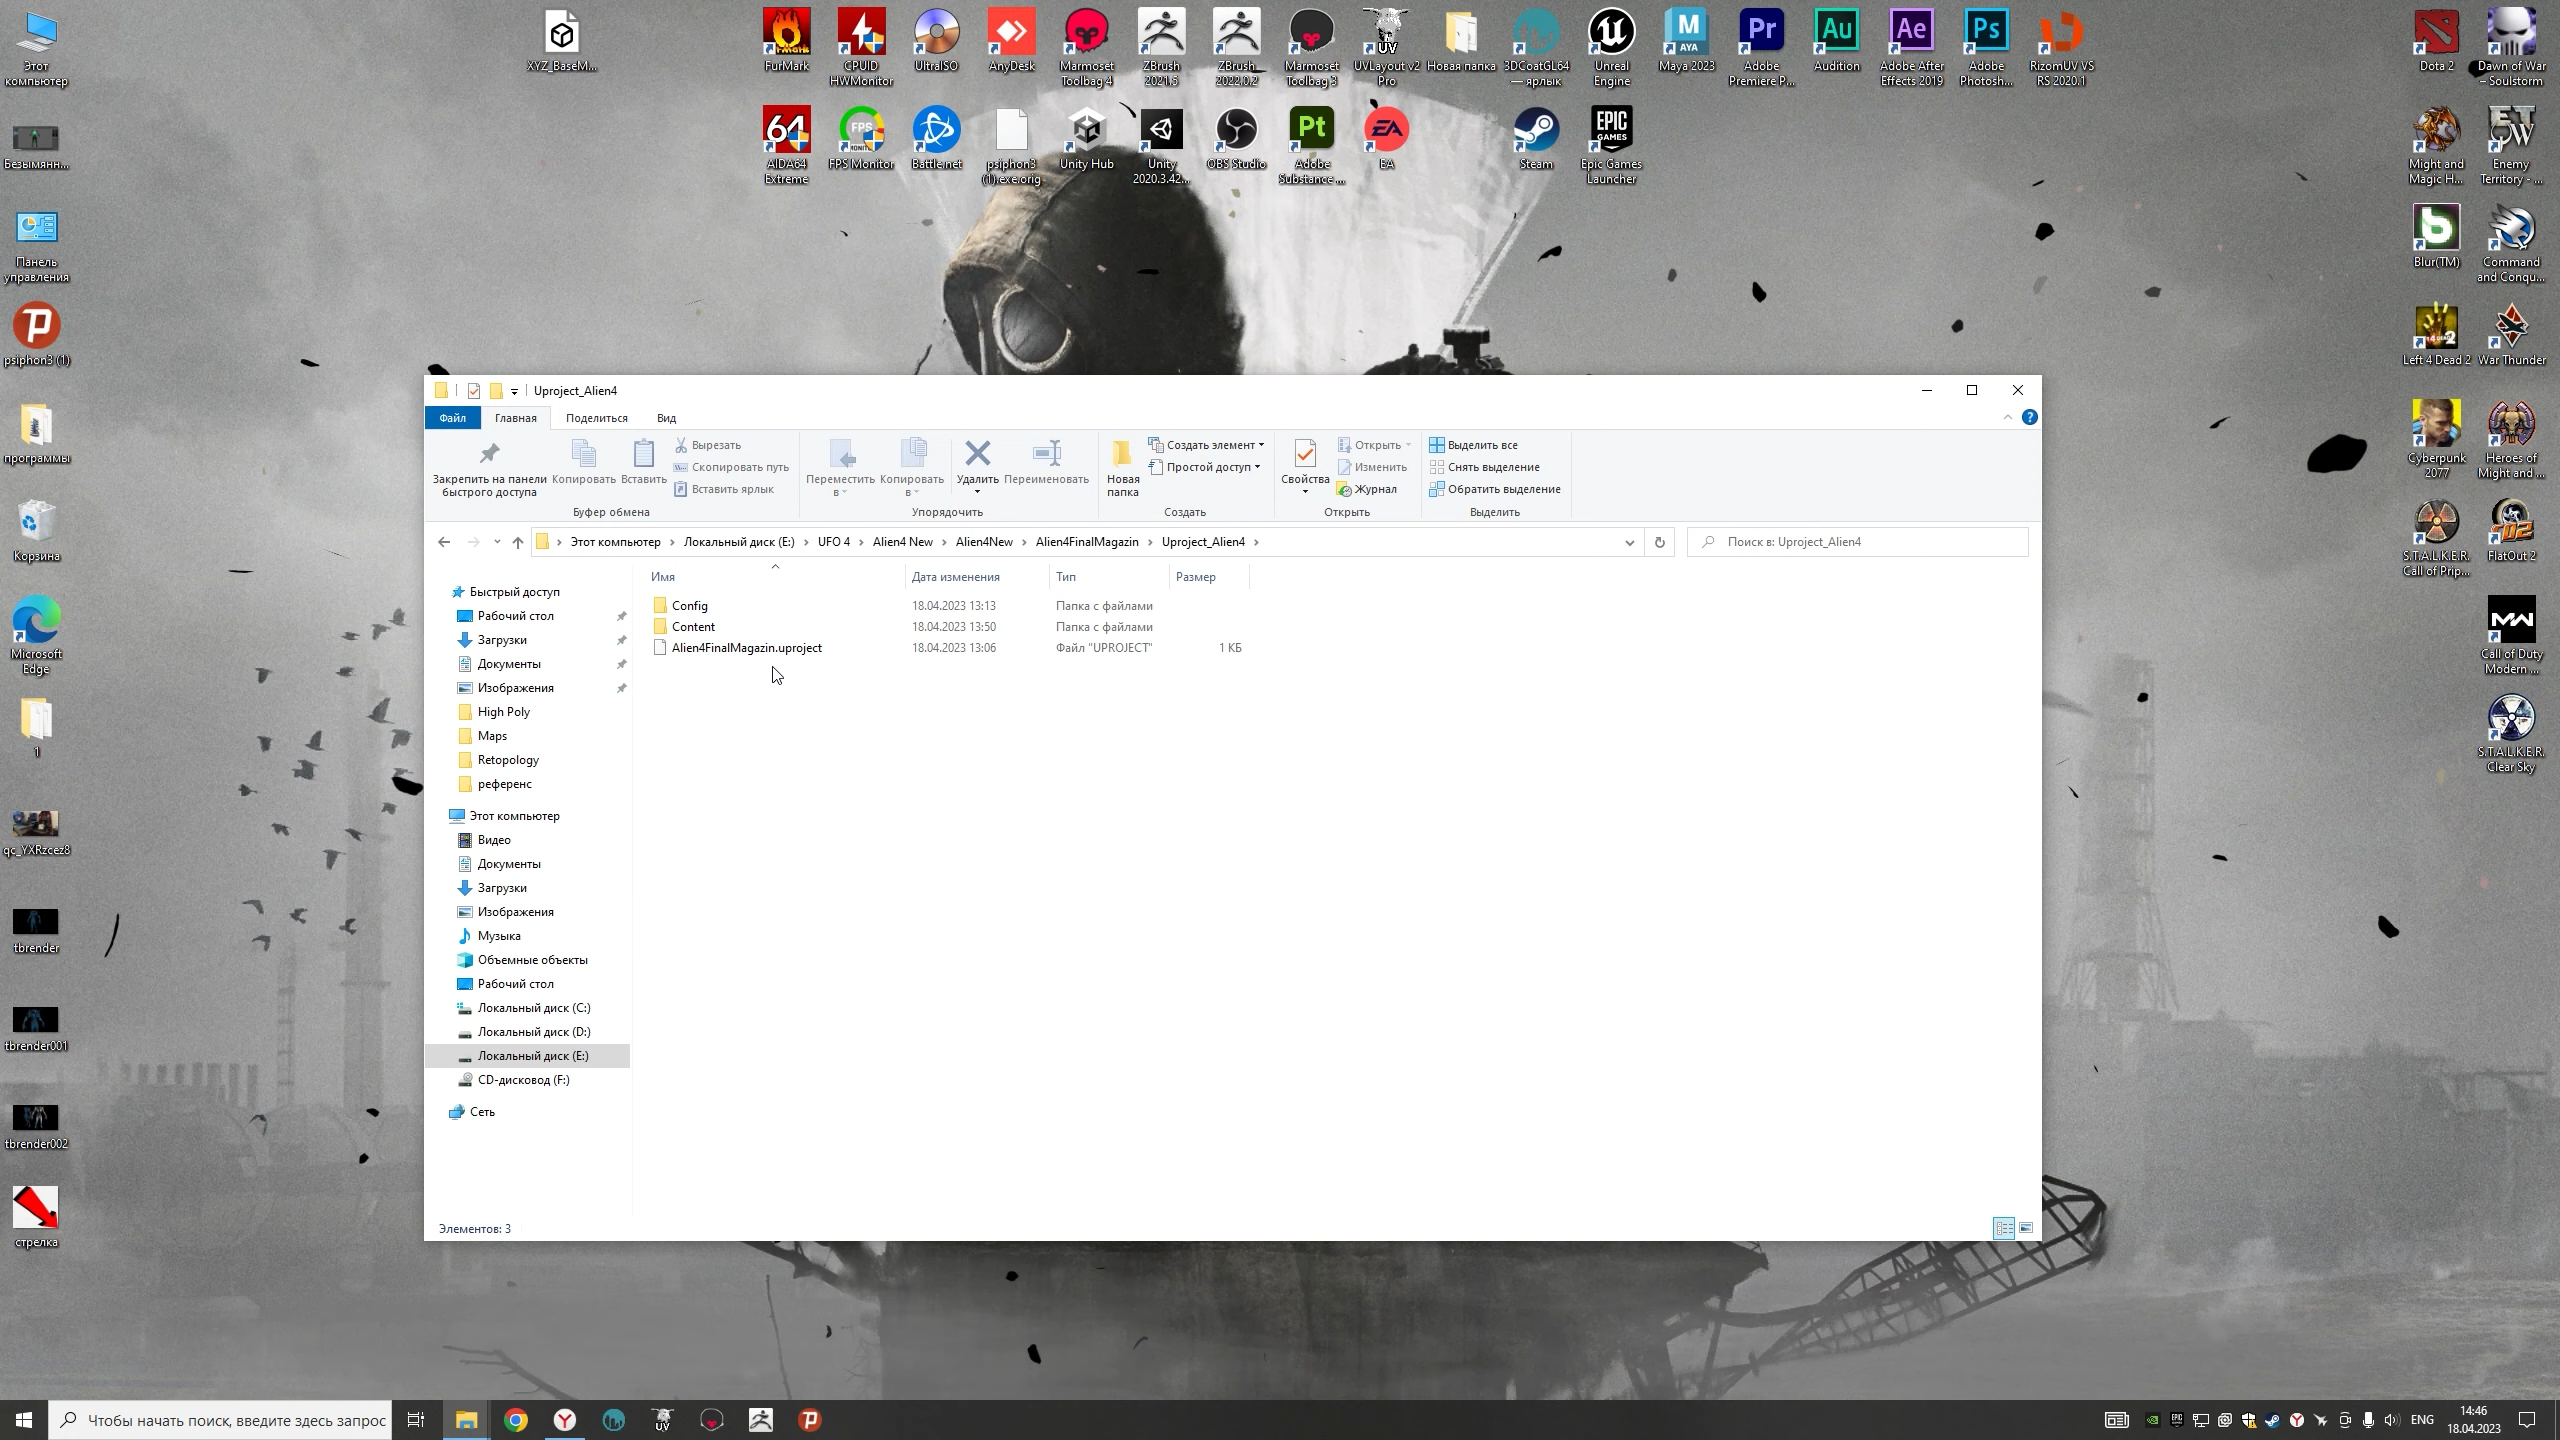 Этот
компьютер
XYZ_BaseM...
FurMark
CPUID
HWMonitor
UltraISO
AnyDesk
Marmoset
Toolbag 4
ZBrush
2021.5
ZBrush
2022.0.2
Marmoset
Toolbag 3
UVLayout v2
Pro
Новая папка
3DCoatGL64
— ярлык
Unreal
Engine
Maya 2023
Adobe
Premiere P...
Audition
Adobe After
Effects 2019
Adobe
Photosh...
RizomUV VS
RS 2020.1
Dota 2
Dawn of War
– Soulstorm
Безымянн...
AIDA64
Extreme
FPS Monitor
Battle.net
psiphon3
(1).exe.orig
Unity Hub
Unity
2020.3.42...
OBS Studio
Adobe
Substance ...
EA
Steam
Epic Games
Launcher
Might and
Magic H...
Enemy
Territory - ...
Панель
управления
Blur(TM)
Command
and Conqu...
psiphon3 (1)
Left 4 Dead 2
War Thunder
программы
Cyberpunk
2077
Heroes of
Might and ...
Корзина
S.T.A.L.K.E.R.
Call of Prip...
FlatOut 2
Microsoft
Edge
Call of Duty
Modern ...
1
S.T.A.L.K.E.R.
Clear Sky
qc_YXRzcez8
tbrender
tbrender001
tbrender002
стрелка
Uproject_Alien4
Файл
Главная
Поделиться
Вид
Закрепить на панели
быстрого доступа
Копировать
Вставить
Вырезать
Скопировать путь
Вставить ярлык
Буфер обмена
Переместить
в
Копировать
в
Удалить
Переименовать
Упорядочить
Новая
папка
Создать элемент
Простой доступ
Создать
Свойства
Открыть
Изменить
Журнал
Открыть
Выделить все
Снять выделение
Обратить выделение
Выделить
Этот компьютер
Локальный диск (E:)
UFO 4
Alien4 New
Alien4New
Alien4FinalMagazin
Uproject_Alien4
Поиск в: Uproject_Alien4
Имя
Дата изменения
Тип
Размер
Config
18.04.2023 13:13
Папка с файлами
Content
18.04.2023 13:50
Папка с файлами
Alien4FinalMagazin.uproject
18.04.2023 13:06
Файл "UPROJECT"
1 КБ
Быстрый доступ
Рабочий стол
Загрузки
Документы
Изображения
High Poly
Maps
Retopology
референс
Этот компьютер
Видео
Документы
Загрузки
Изображения
Музыка
Объемные объекты
Рабочий стол
Локальный диск (C:)
Локальный диск (D:)
Локальный диск (E:)
CD-дисковод (F:)
Сеть
Элементов: 3
Чтобы начать поиск, введите здесь запрос
ENG
14:46
18.04.2023